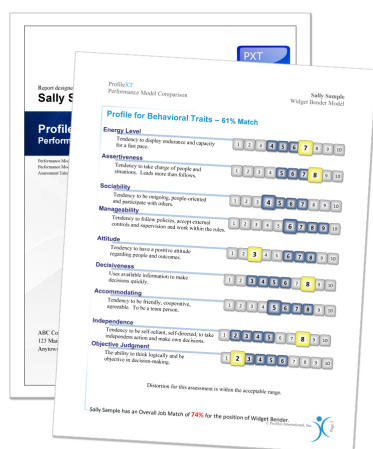 PXT
Report designe
Sally S
Profile
Perform
Performance Mo
Performance Mo
Assessment Take
ABC Co
123 Mai
Anytow
ProfileXT
Performance Model Comparison
Sally Sample
Widget Bender Model
Profile for Behavioral Traits – 61% Match
Energy Level
Tendency to display endurance and capacity
for a fast pace.
1 2 3 4 5 6 7 8 9 10
Assertiveness
Tendency to take charge of people and
situations. Leads more than follows.
1 2 3 4 5 6 7 8 9 10
Sociability
Tendency to be outgoing, people-oriented
and participate with others.
1 2 3 4 5 6 7 8 9 10
Manageability
Tendency to follow policies, accept external
controls and supervision and work within the rules.
1 2 3 4 5 6 7 8 9 10
Attitude
Tendency to have a positive attitude
regarding people and outcomes.
1 2 3 4 5 6 7 8 9 10
Decisiveness
Uses available information to make
decisions quickly.
1 2 3 4 5 6 7 8 9 10
Accommodating
Tendency to be friendly, cooperative,
agreeable. To be a team person.
1 2 3 4 5 6 7 8 9 10
Independence
Tendency to be self-reliant, self-directed, to take
independent action and make own decisions.
1 2 3 4 5 6 7 8 9 10
Objective Judgment
The ability to think logically and be
objective in decision-making.
1 2 3 4 5 6 7 8 9 10
Distortion for this assessment is within the acceptable range.
Sally Sample has an Overall Job Match of 74% for the position of Widget Bender.
© Profiles International, Inc.